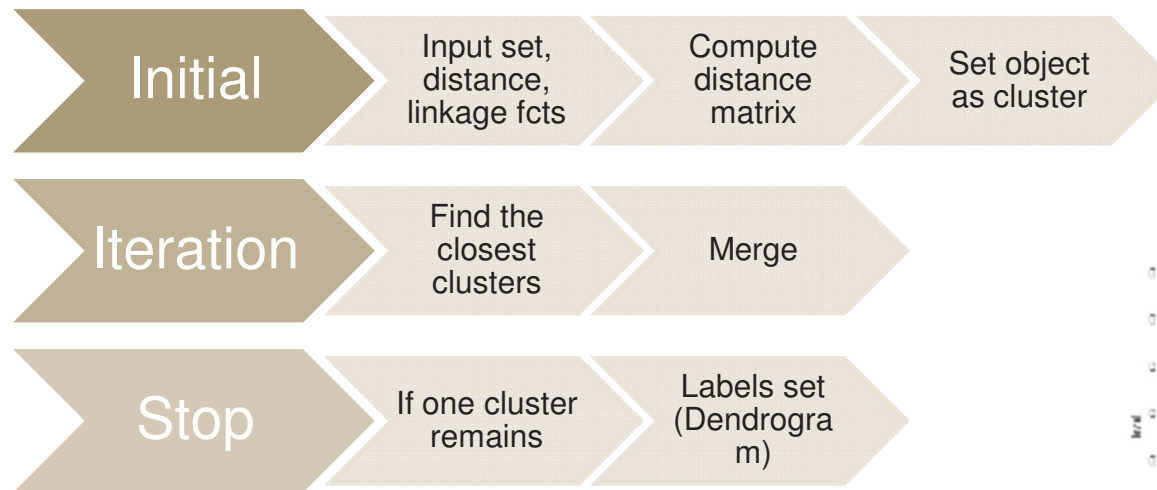 Initial
Input set,
distance,
linkage fcts
Compute
distance
matrix
Set object
as cluster
Iteration
Find the
closest
clusters
Merge
Stop
If one cluster
remains
Labels set
(Dendrogra
m)